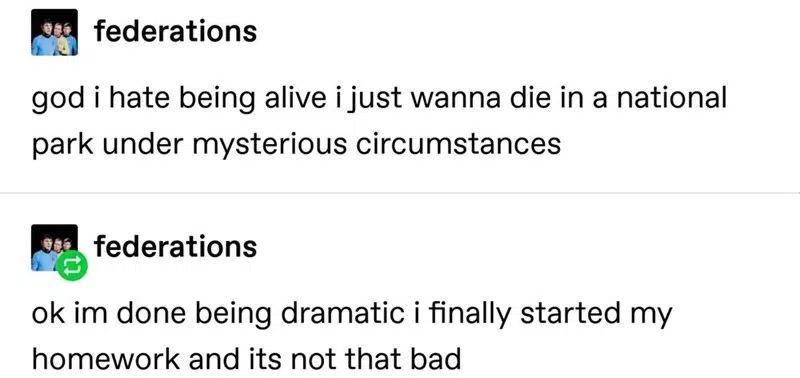 federations
god i hate being alive i just wanna die in a national
park under mysterious circumstances
federations
ok im done being dramatic i finally started my
homework and its not that bad